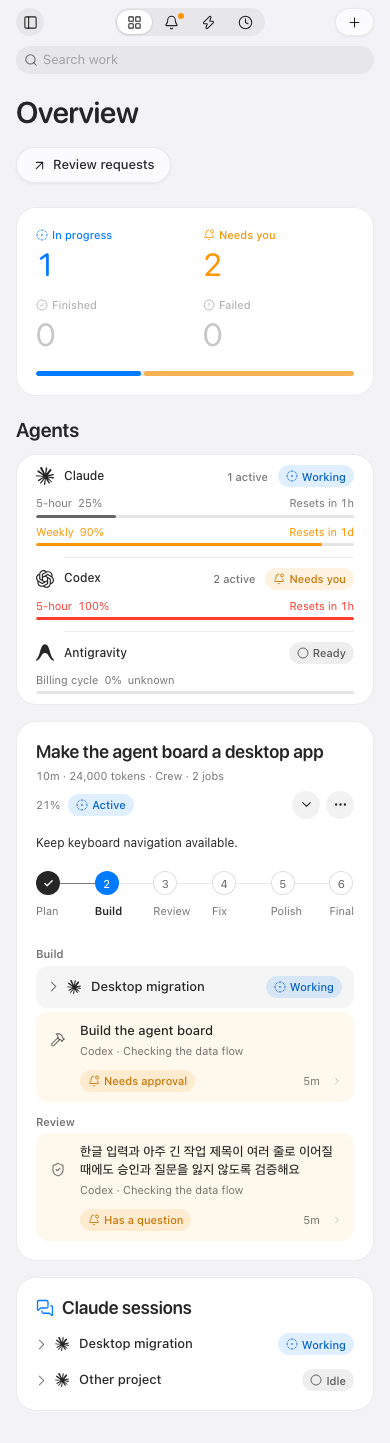 Search work
Overview
Review requests
In progress
Needs you
1
2
Finished
Failed
0
0
Agents
Claude
1 active
Working
5-hour 25%
Resets in 1h
Weekly 90%
Resets in 1d
Codex
2 active
Needs you
5-hour 100%
Resets in 1h
Antigravity
Ready
Billing cycle 0% unknown
Make the agent board a desktop app
10m · 24,000 tokens · Crew · 2 jobs
21%
Active
Keep keyboard navigation available.
2
3
4
5
6
Plan
Build
Review
Fix
Polish
Final
Build
Desktop migration
Working
Build the agent board
Codex · Checking the data flow
Needs approval
5m
Review
한글 입력과 아주 긴 작업 제목이 여러 줄로 이어질
때에도 승인과 질문을 잃지 않도록 검증해요
Codex · Checking the data flow
Has a question
5m
Claude sessions
Desktop migration
Working
Other project
Idle